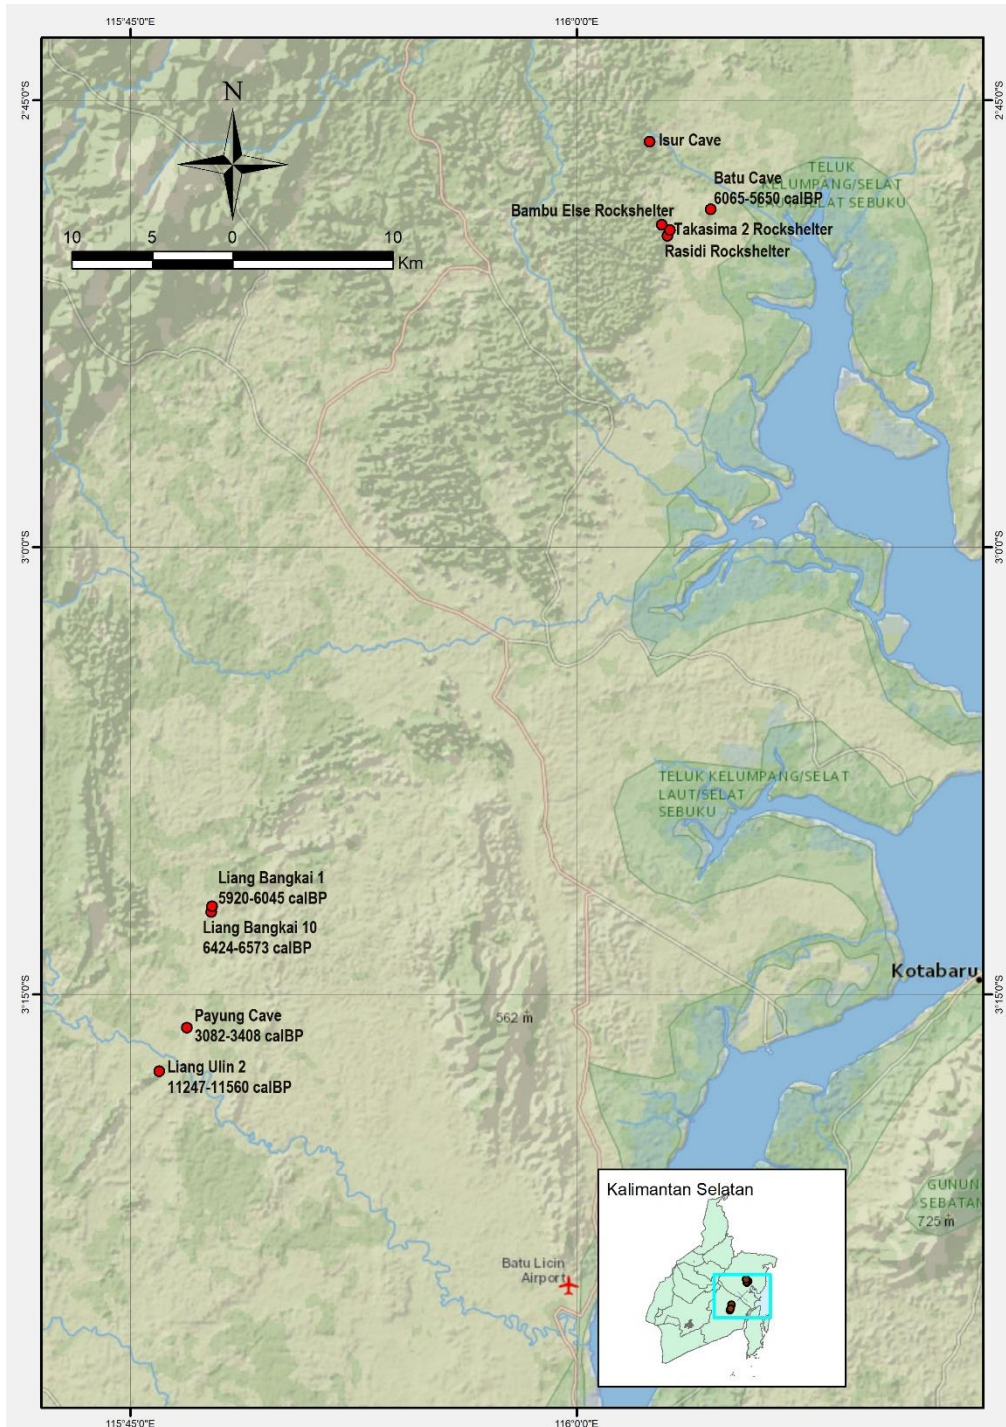 115°45'0"E
116°0'0"E
2°45'0"S
2°45'0"S
N
10
5
0
10
Km
Isur Cave
TELUK
KELUMPANG/SELAT
LAUT/SELAT SEBUKU
Batu Cave
6065-5650 calBP
Bambu Else Rockshelter
Takasima 2 Rockshelter
Rasidi Rockshelter
3°0'0"S
3°0'0"S
TELUK KELUMPANG/SELAT
LAUT/SELAT
SEBUKU
Liang Bangkai 1
5920-6045 calBP
Liang Bangkai 10
6424-6573 calBP
Kotabaru
3°15'0"S
3°15'0"S
Payung Cave
3082-3408 calBP
562 m
Liang Ulin 2
11247-11560 calBP
Kalimantan Selatan
GUNUN
SEBATAN
725 m
Batu Licin
Airport
115°45'0"E
116°0'0"E